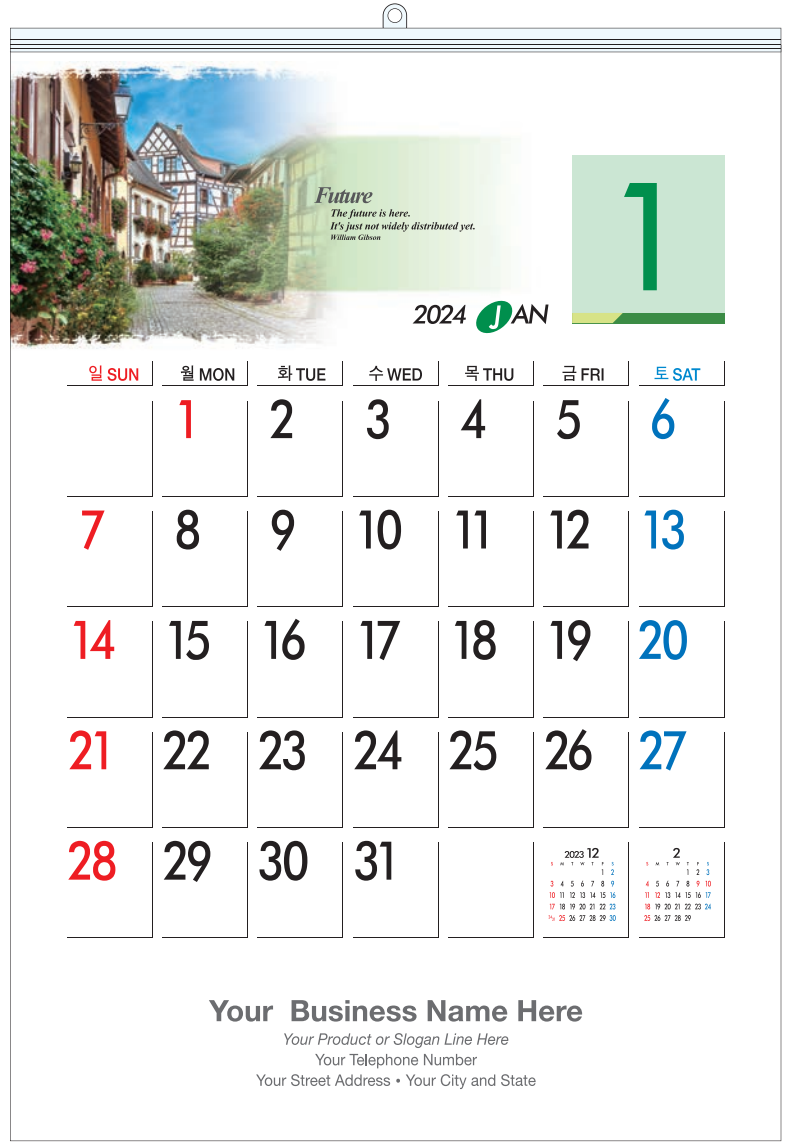 Future
The future is here.
It's just not widely distributed yet.
William Gibson
1
2024 JAN
일 SUN 월 MON 화 TUE 수 WED 목 THU 금 FRI 토 SAT
1 2 3 4 5 6
7 8 9 10 11 12 13
14 15 16 17 18 19 20
21 22 23 24 25 26 27
28 29 30 31
2023 12
S M T W T F S
1 2
3 4 5 6 7 8 9
10 11 12 13 14 15 16
17 18 19 20 21 22 23
24/31 25 26 27 28 29 30
2
S M T W T F S
1 2 3
4 5 6 7 8 9 10
11 12 13 14 15 16 17
18 19 20 21 22 23 24
25 26 27 28 29
Your Business Name Here
Your Product or Slogan Line Here
Your Telephone Number
Your Street Address • Your City and State